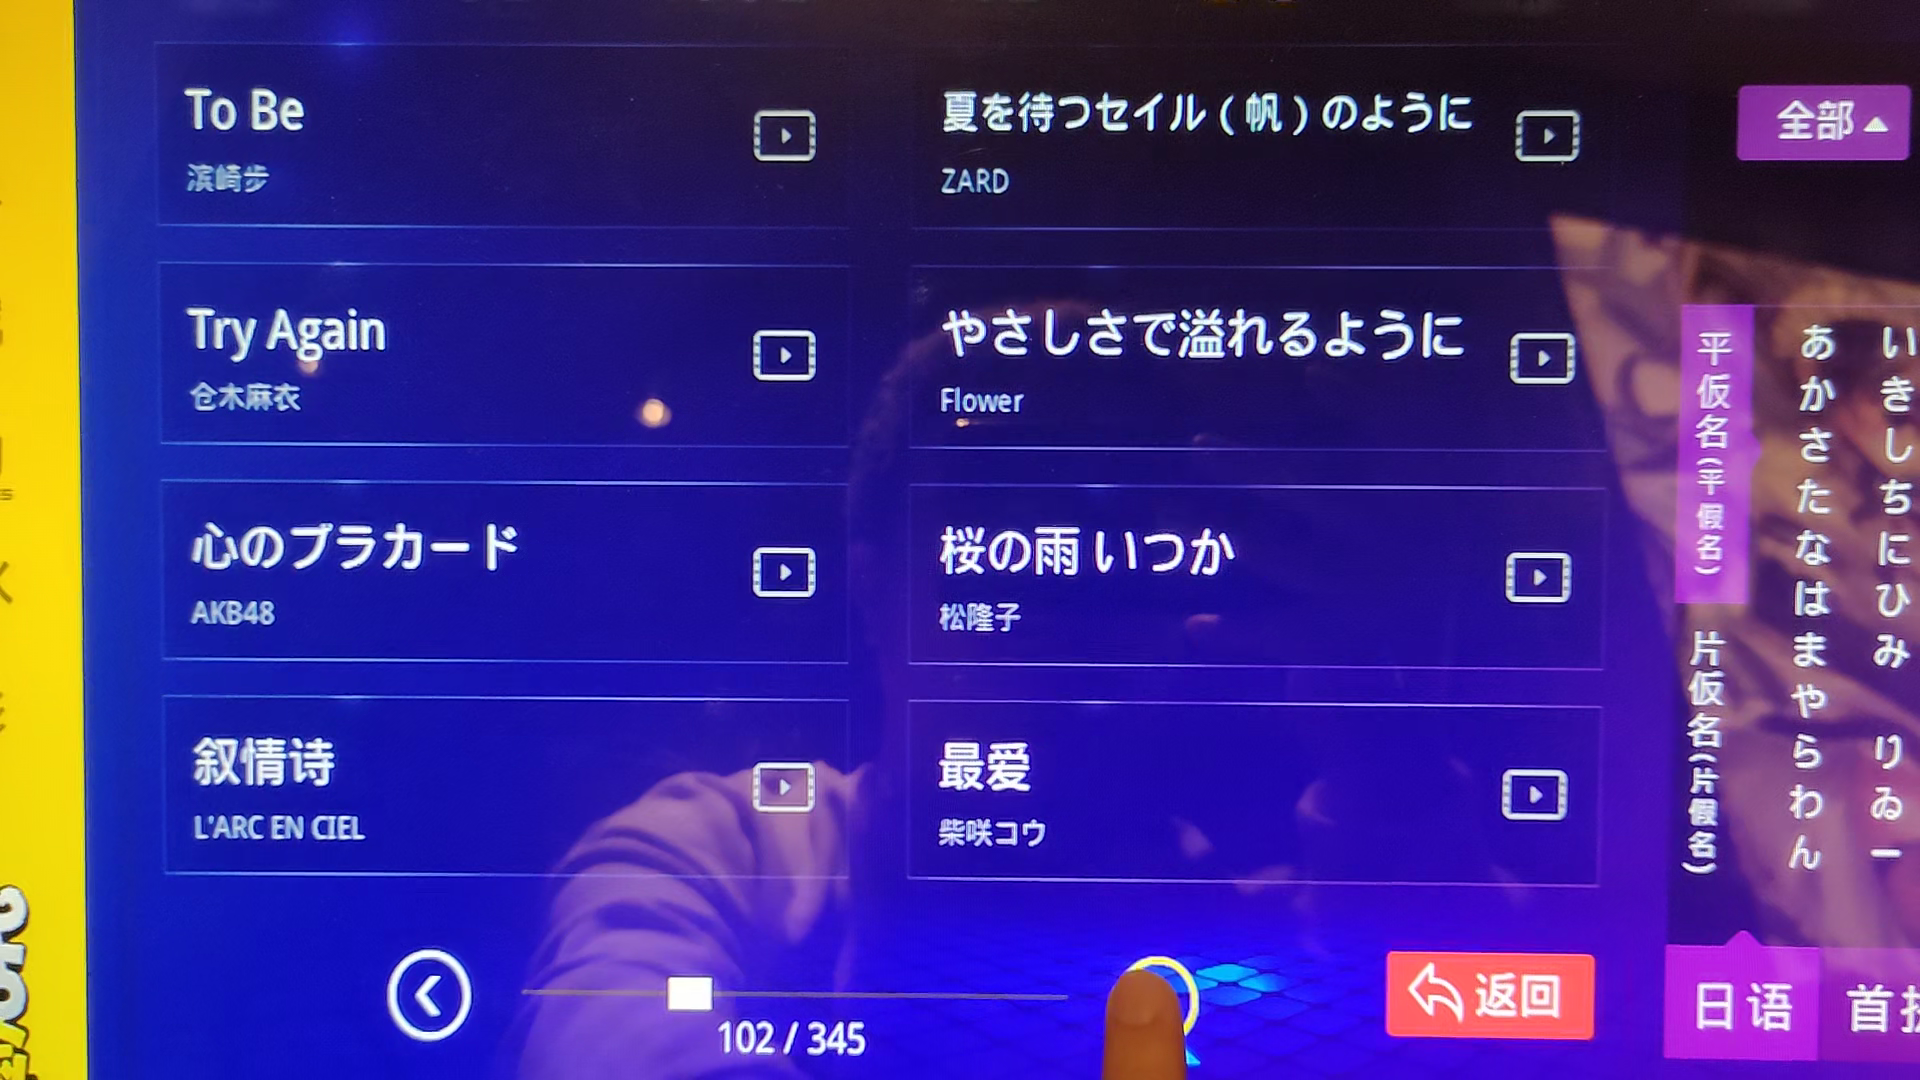 To Be
滨崎步
夏を待つセイル(帆)のように
ZARD
Try Again
仓木麻衣
やさしさで溢れるように
Flower
心のプラカード
AKB48
桜の雨 いつか
松隆子
叙情诗
L'ARC EN CIEL
最爱
柴咲コウ
102 / 345
返回
全部
平仮名(平假名)
片仮名(片假名)
あかさたなはまやらわん
いきしちにひみ りゐー
日语
首